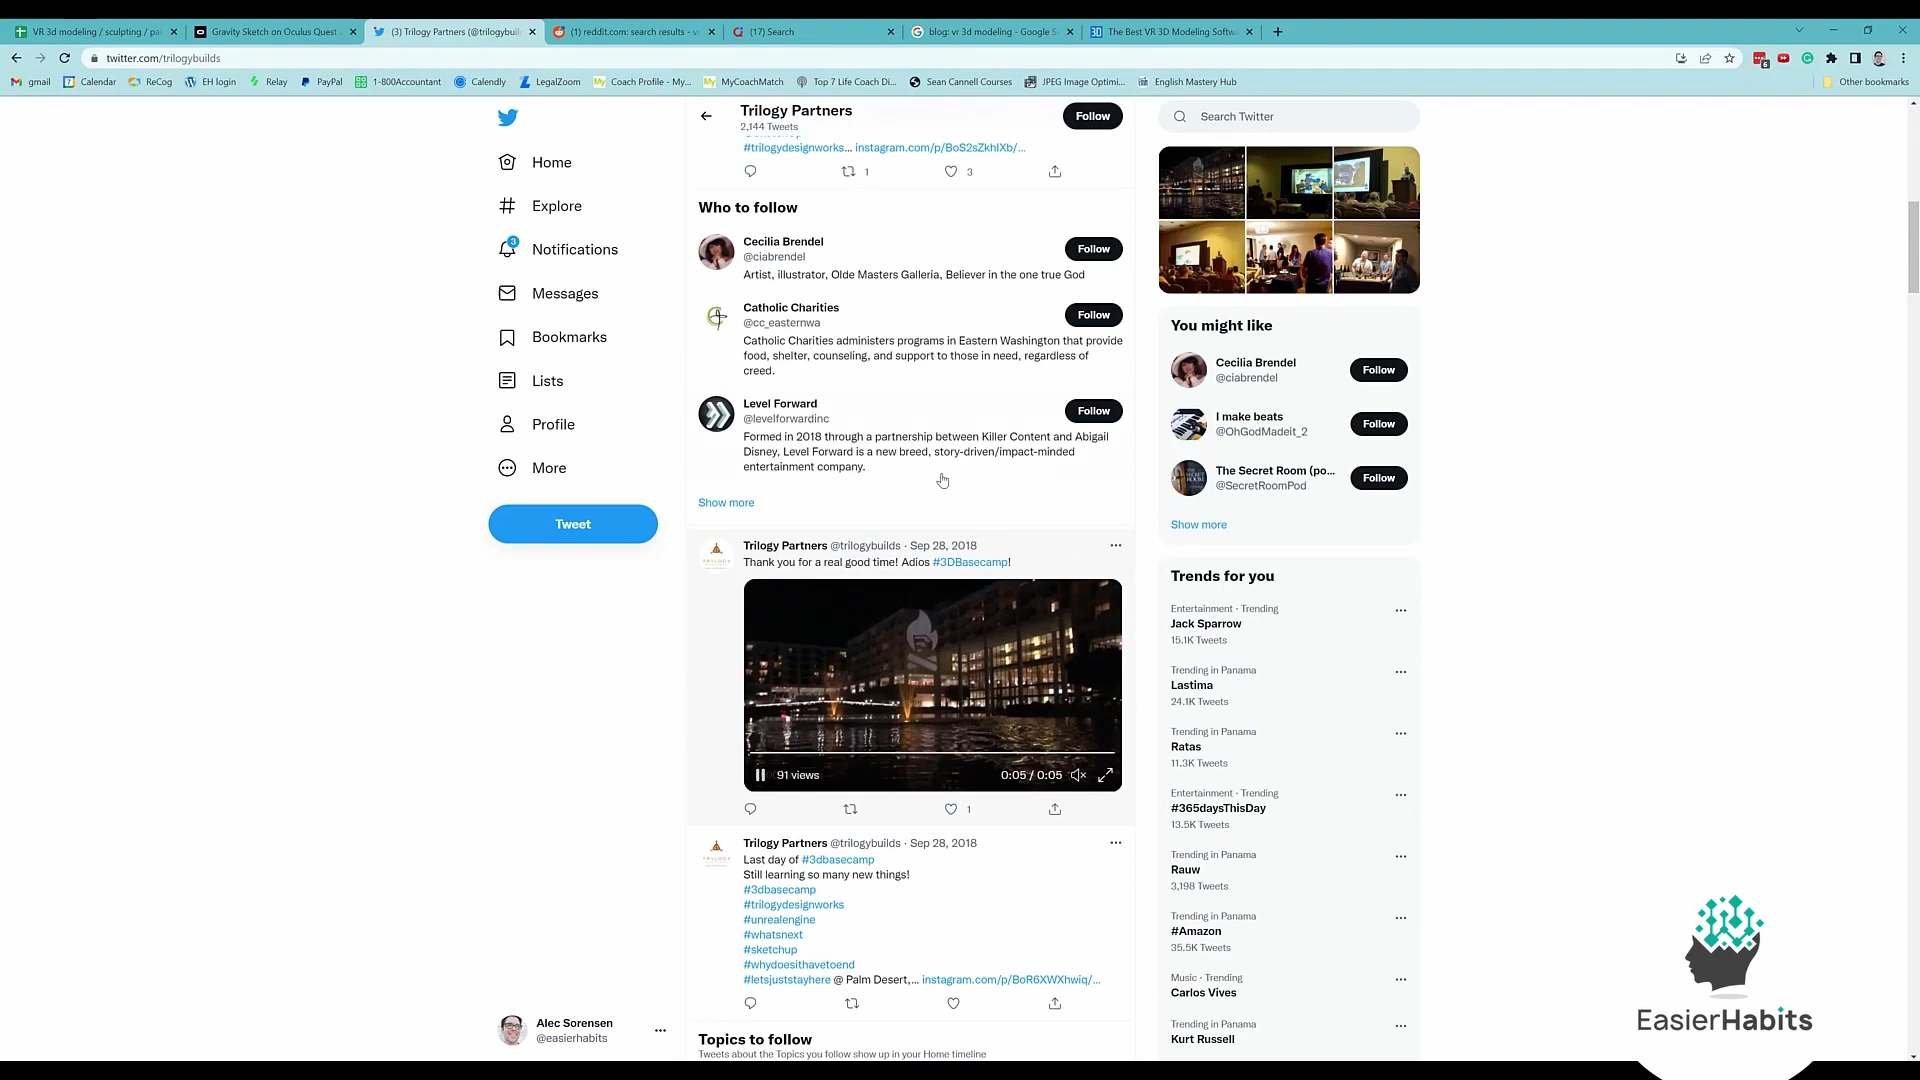 VR 3d modeling / sculpting / pai
Gravity Sketch on Oculus Quest
(3) Trilogy Partners (@trilogybuil
(1) reddit.com: search results - v
(17) Search
blog: vr 3d modeling - Google S
The Best VR 3D Modeling Softw
twitter.com/trilogybuilds
gmail
Calendar
ReCog
EH login
Relay
PayPal
1-800Accountant
Calendly
LegalZoom
Coach Profile - My...
MyCoachMatch
Top 7 Life Coach Di...
Sean Cannell Courses
JPEG Image Optimi...
English Mastery Hub
Other bookmarks
Home
Explore
3
Notifications
Messages
Bookmarks
Lists
Profile
More
Tweet
Alec Sorensen
@easierhabits
Trilogy Partners
2,144 Tweets
Follow
#trilogydesignworks... instagram.com/p/BoS2sZkhIXb/...
1
3
Who to follow
Cecilia Brendel
@ciabrendel
Follow
Artist, illustrator, Olde Masters Galleria, Believer in the one true God
Catholic Charities
@cc_easternwa
Follow
Catholic Charities administers programs in Eastern Washington that provide
food, shelter, counseling, and support to those in need, regardless of
creed.
Level Forward
@levelforwardinc
Follow
Formed in 2018 through a partnership between Killer Content and Abigail
Disney, Level Forward is a new breed, story-driven/impact-minded
entertainment company.
Show more
Trilogy Partners @trilogybuilds · Sep 28, 2018
Thank you for a real good time! Adios #3DBasecamp!
91 views
0:05 / 0:05
1
Trilogy Partners @trilogybuilds · Sep 28, 2018
Last day of #3dbasecamp
Still learning so many new things!
#3dbasecamp
#trilogydesignworks
#unrealengine
#whatsnext
#sketchup
#whydoesithavetoend
#letsjuststayhere @ Palm Desert,... instagram.com/p/BoR6XWXhwiq/...
Topics to follow
Tweets about the Topics you follow show up in your Home timeline
Search Twitter
You might like
Cecilia Brendel
@ciabrendel
Follow
I make beats
@OhGodMadeit_2
Follow
The Secret Room (po...
@SecretRoomPod
Follow
Show more
Trends for you
Entertainment · Trending
Jack Sparrow
15.1K Tweets
Trending in Panama
Lastima
24.1K Tweets
Trending in Panama
Ratas
11.3K Tweets
Entertainment · Trending
#365daysThisDay
13.5K Tweets
Trending in Panama
Rauw
3,198 Tweets
Trending in Panama
#Amazon
35.5K Tweets
Music · Trending
Carlos Vives
Trending in Panama
Kurt Russell
EasierHabits